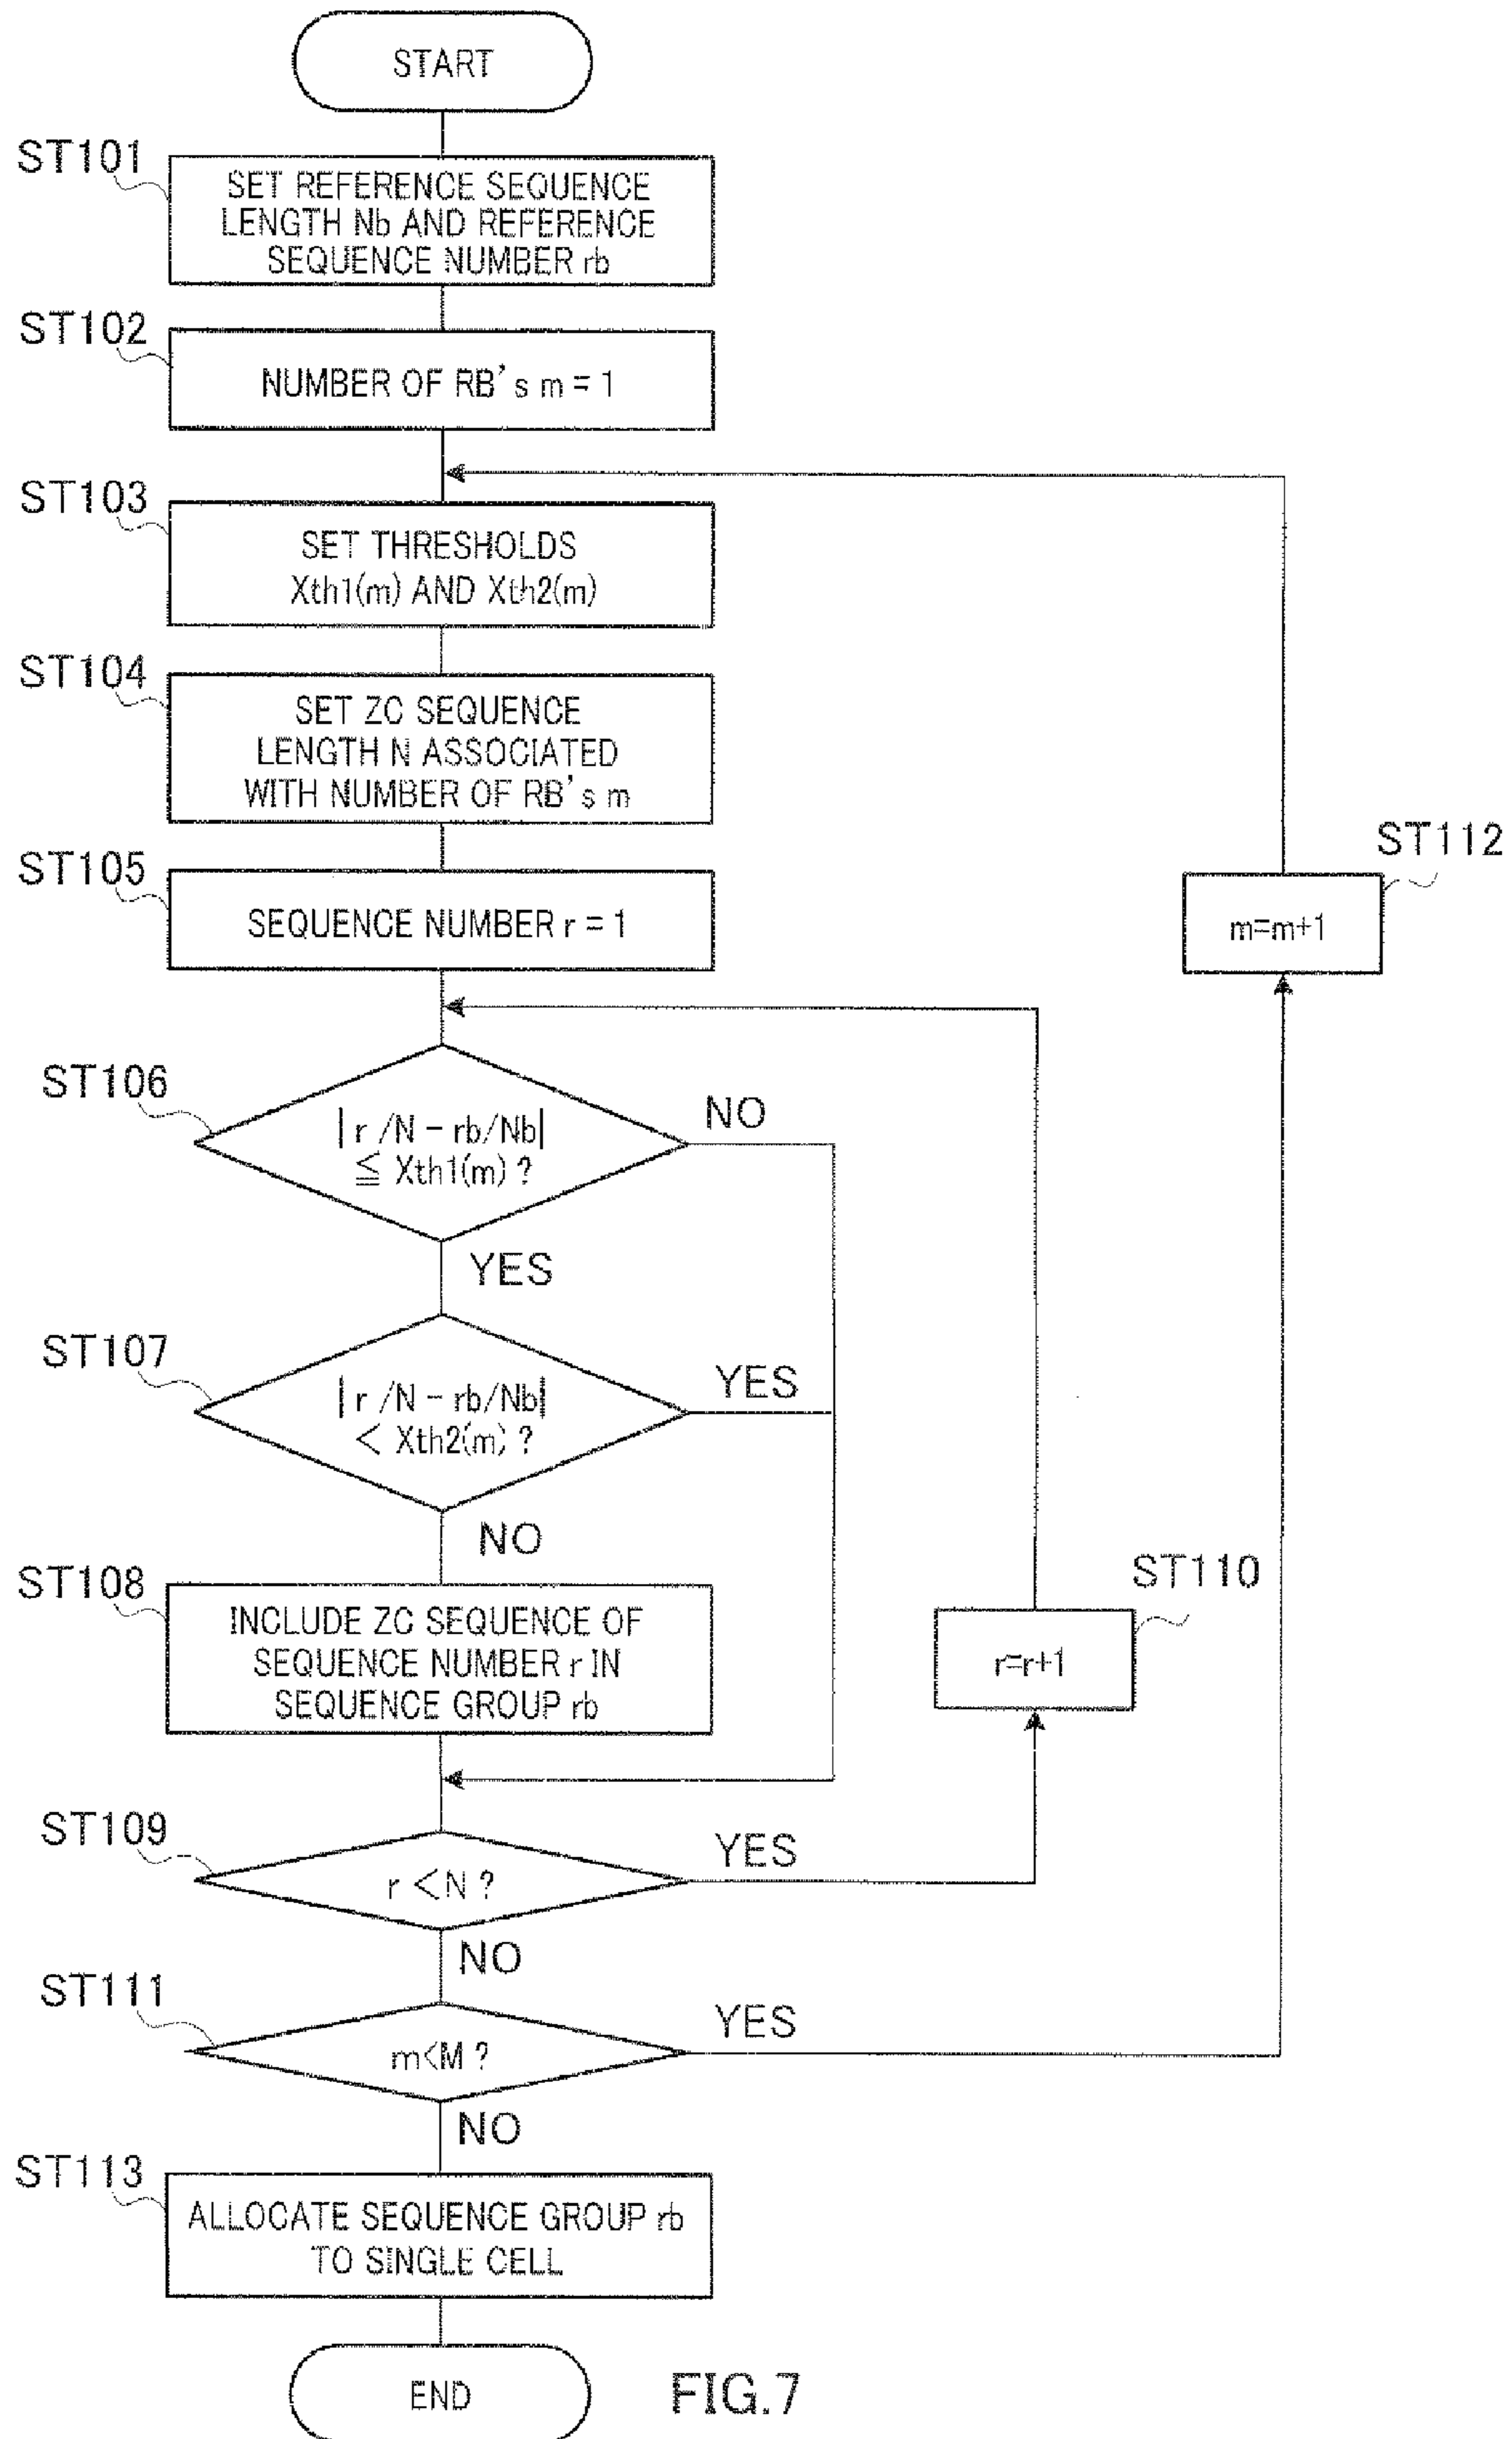 START
ST101
SET REFERENCE SEQUENCE
LENGTH Nb AND REFERENCE
SEQUENCE NUMBER rb
ST102
NUMBER OF RB's m = 1
ST103
SET THRESHOLDS
Xth1(m) AND Xth2(m)
ST104
SET ZC SEQUENCE
LENGTH N ASSOCIATED
WITH NUMBER OF RB's m
ST105
SEQUENCE NUMBER r = 1
ST112
m=m+1
ST106
|r /N − rb/Nb|
≦ Xth1(m) ?
NO
YES
ST107
|r /N − rb/Nb|
< Xth2(m) ?
YES
NO
ST108
INCLUDE ZC SEQUENCE OF
SEQUENCE NUMBER r IN
SEQUENCE GROUP rb
ST110
r=r+1
ST109
r <N ?
YES
NO
ST111
m<M ?
YES
NO
ST113
ALLOCATE SEQUENCE GROUP rb
TO SINGLE CELL
END
FIG.7